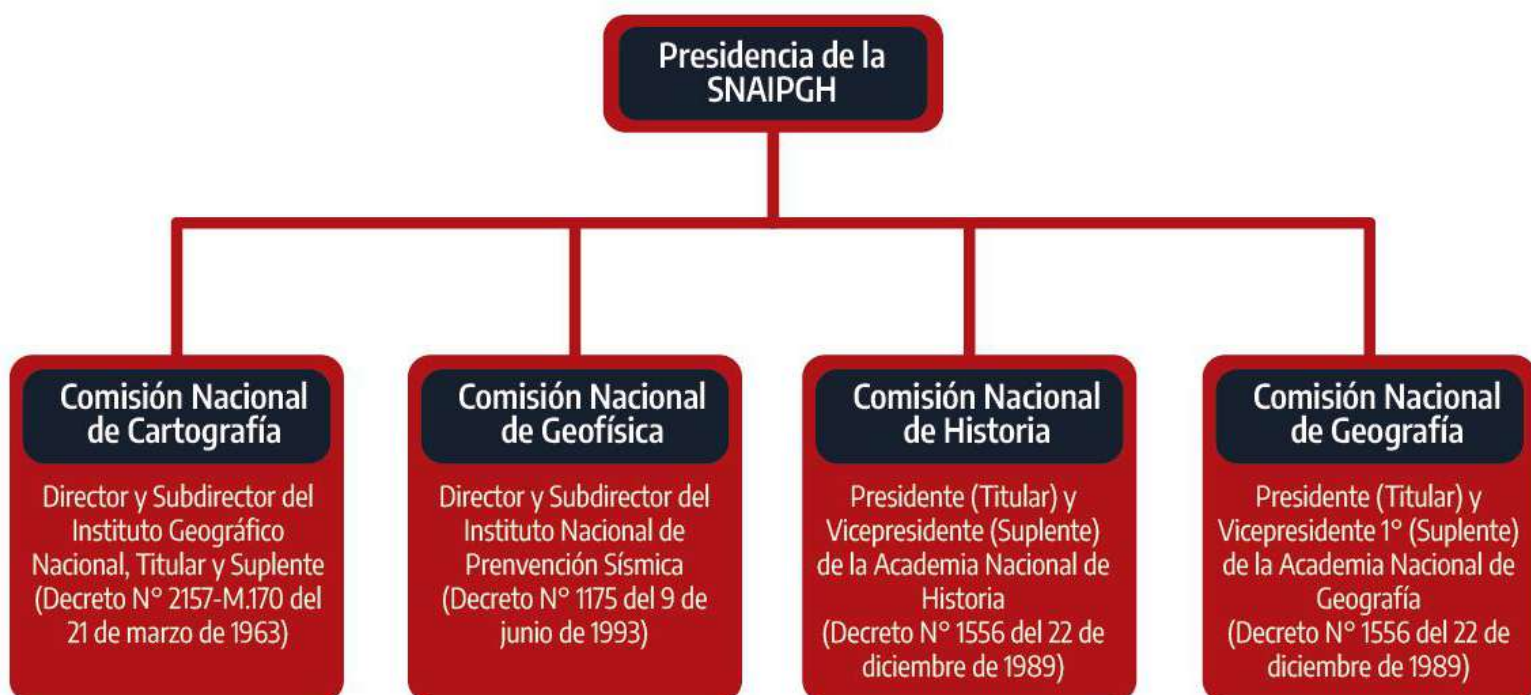 Presidencia de la
SNAIPGH
Comisión Nacional
de Cartografía
Director y Subdirector del
Instituto Geográfico
Nacional, Titular y Suplente
(Decreto N° 2157-M.170 del
21 de marzo de 1963)
Comisión Nacional
de Geofísica
Director y Subdirector del
Instituto Nacional de
Prenvención Sísmica
(Decreto N° 1175 del 9 de
junio de 1993)
Comisión Nacional
de Historia
Presidente (Titular) y
Vicepresidente (Suplente)
de la Academia Nacional de
Historia
(Decreto N° 1556 del 22 de
diciembre de 1989)
Comisión Nacional
de Geografía
Presidente (Titular) y
Vicepresidente 1° (Suplente)
de la Academia Nacional de
Geografía
(Decreto N° 1556 del 22 de
diciembre de 1989)